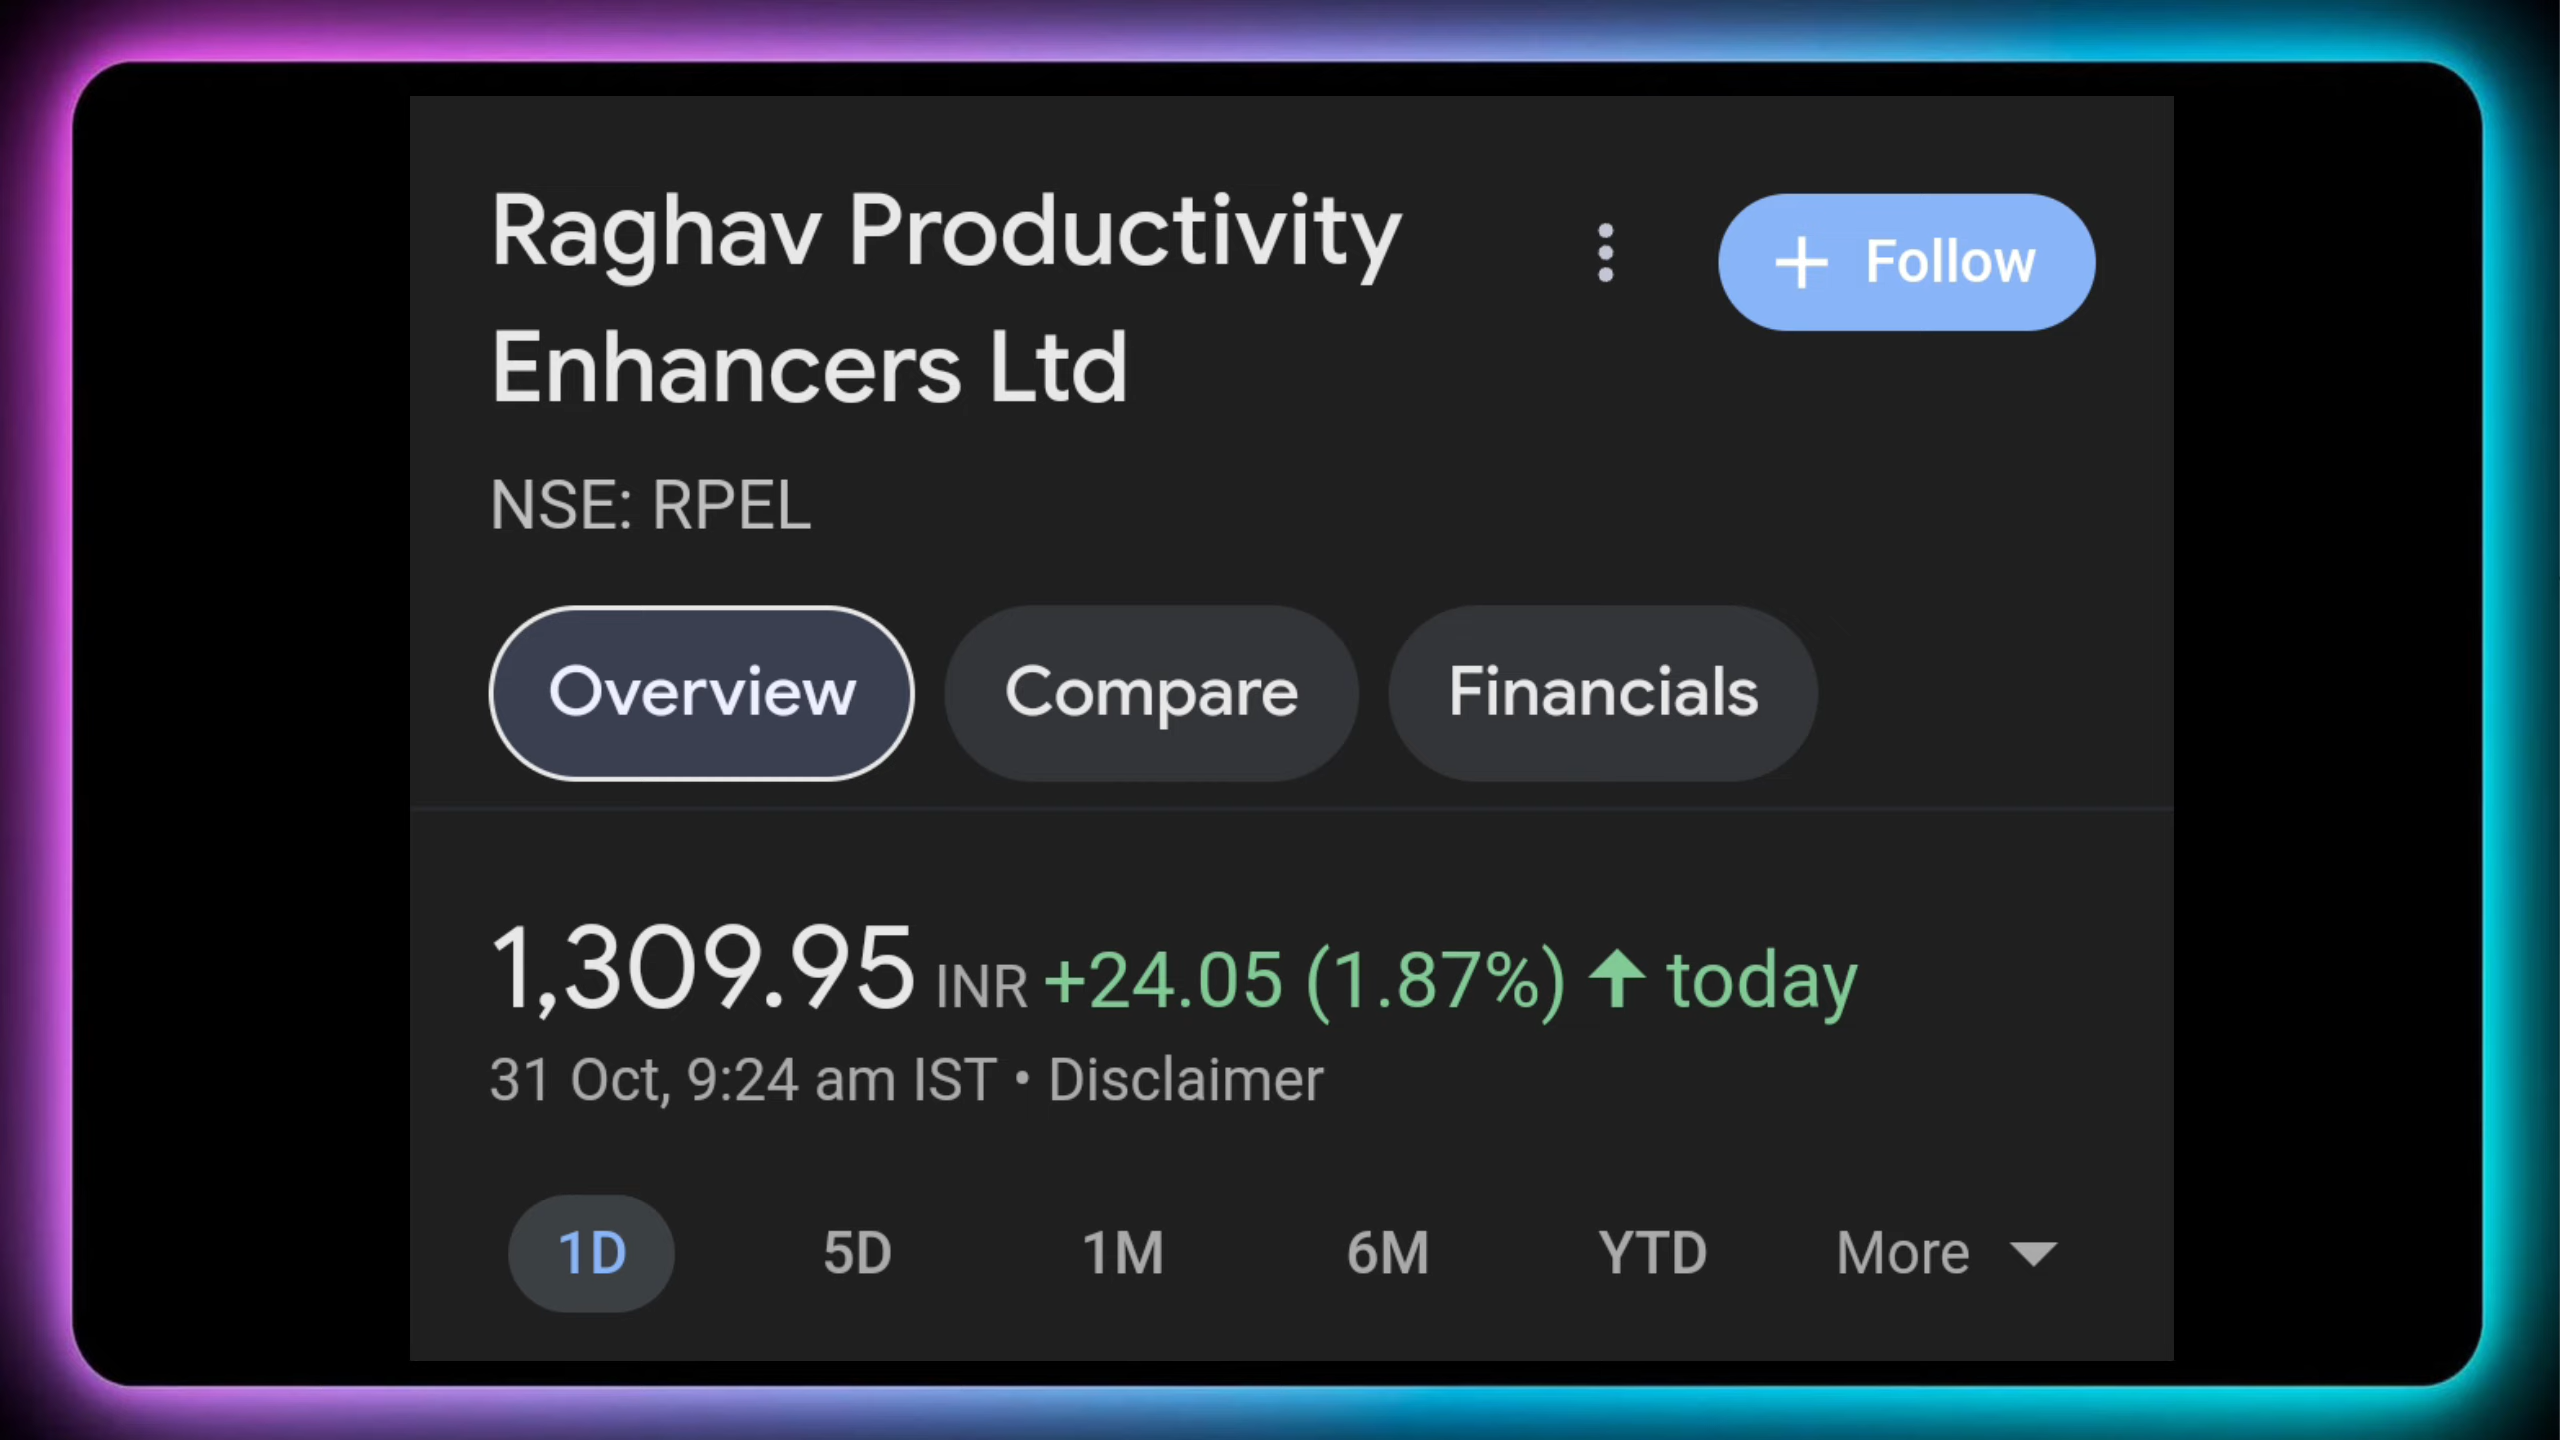 Raghav Productivity
Enhancers Ltd
+ Follow
NSE: RPEL
Overview Compare Financials
1,309.95 INR +24.05 (1.87%) ↑ today
31 Oct, 9:24 am IST • Disclaimer
1D 5D 1M 6M YTD More